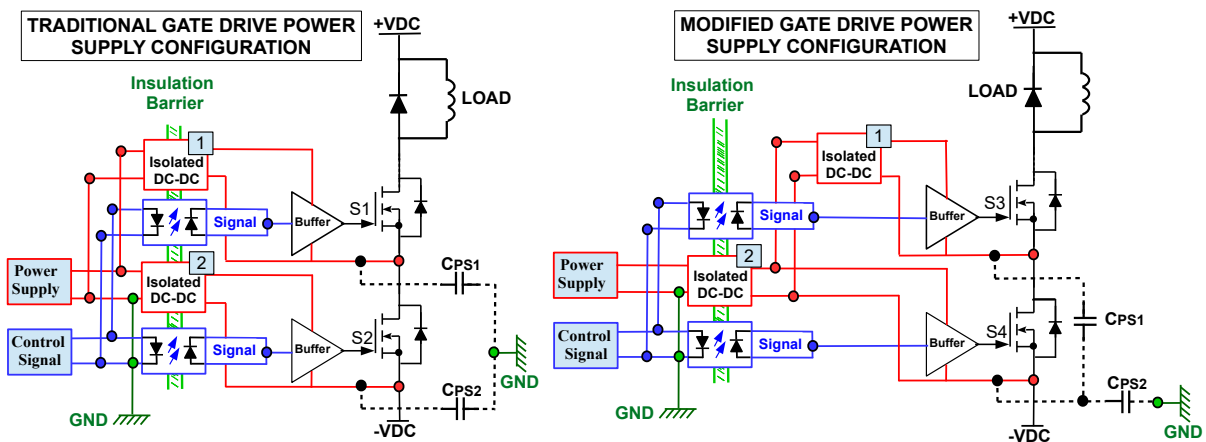 TRADITIONAL GATE DRIVE POWER
SUPPLY CONFIGURATION
+VDC
Insulation
Barrier
LOAD
1
Isolated
DC-DC
Signal
Buffer
S1
Power
Supply
2
Isolated
DC-DC
CPS1
Control
Signal
Signal
Buffer
S2
GND
CPS2
GND
-VDC
MODIFIED GATE DRIVE POWER
SUPPLY CONFIGURATION
+VDC
Insulation
Barrier
LOAD
1
Isolated
DC-DC
Signal
Buffer
S3
Power
Supply
2
Isolated
DC-DC
CPS1
Control
Signal
Signal
Buffer
S4
CPS2
GND
GND
-VDC